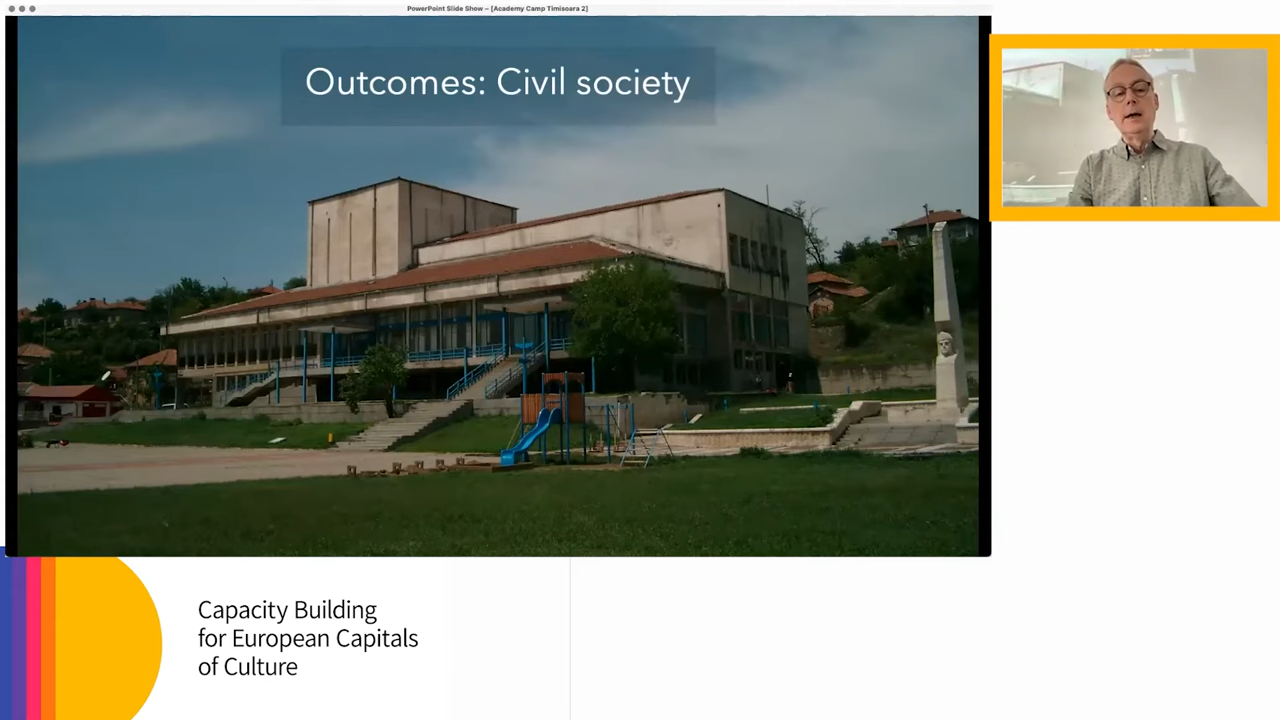 PowerPoint Slide Show – [Academy Camp Timisoara 2]
Outcomes: Civil society
Capacity Building
for European Capitals
of Culture